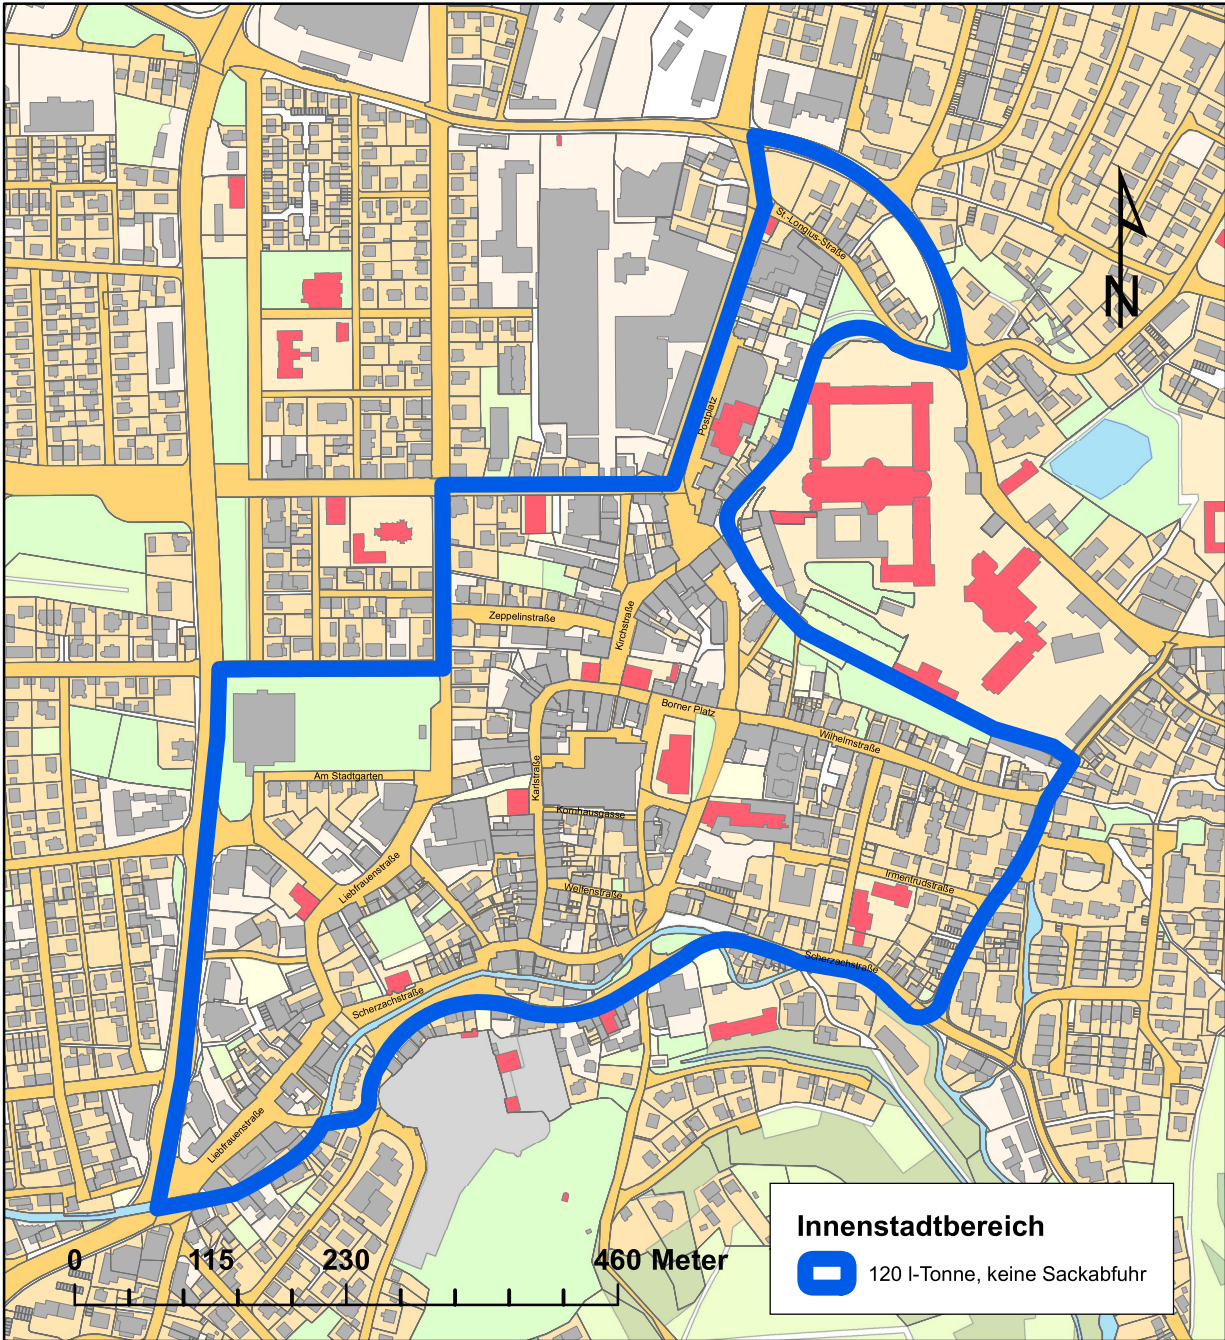 St.-Longius-Straße
Postplatz
N
Zeppelinstraße
Kirchstraße
Borner Platz
Wilhelmstraße
Am Stadtgarten
Karlstraße
Kornhausgasse
Liebfrauenstraße
Welfenstraße
Irmentrudstraße
Scherzachstraße
Scherzachstraße
Liebfrauenstraße
Innenstadtbereich
120 l-Tonne, keine Sackabfuhr
0 115 230 460 Meter